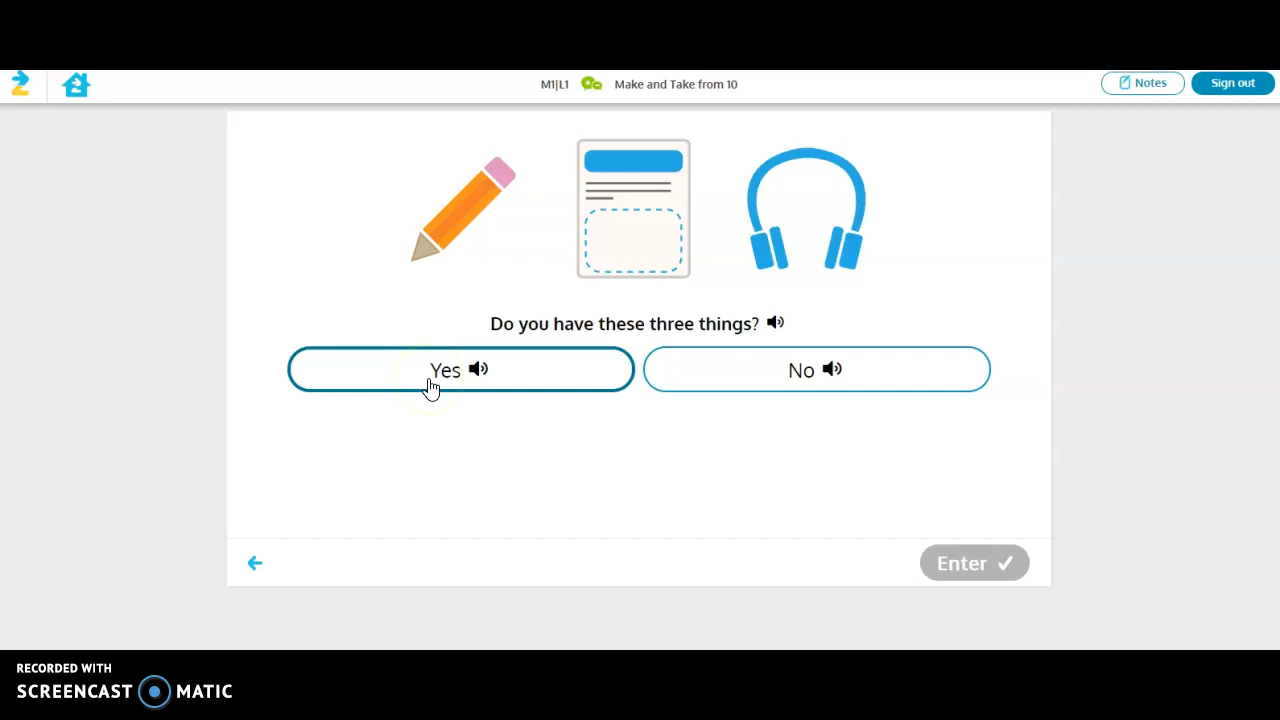 M1|L1 Make and Take from 10 Notes Sign out
Do you have these three things?
Yes No
Enter
RECORDED WITH
SCREENCAST MATIC